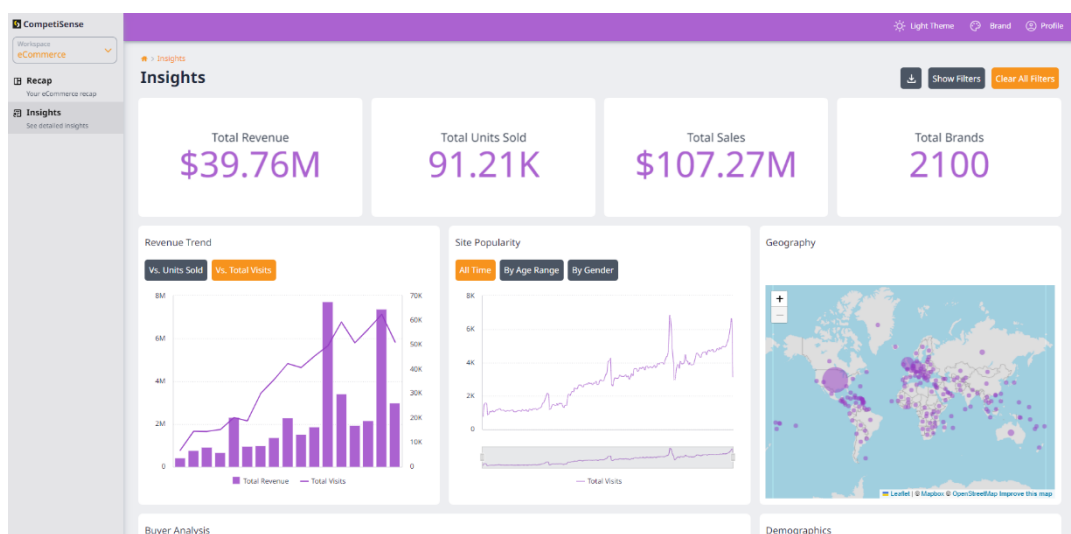 CompetiSense
Light Theme
Brand
Profile
Workspace
eCommerce
Recap
Your eCommerce recap
Insights
See detailed insights
> Insights
Insights
Show Filters
Clear All Filters
Total Revenue
$39.76M
Total Units Sold
91.21K
Total Sales
$107.27M
Total Brands
2100
Revenue Trend
Vs. Units Sold
Vs. Total Visits
8M
6M
4M
2M
0
70K
60K
50K
40K
30K
20K
10K
0
Total Revenue
Total Visits
Site Popularity
All Time
By Age Range
By Gender
8K
6K
4K
2K
0
Total Visits
Geography
+
−
Leaflet | © Mapbox © OpenStreetMap Improve this map
Buyer Analysis
Demographics